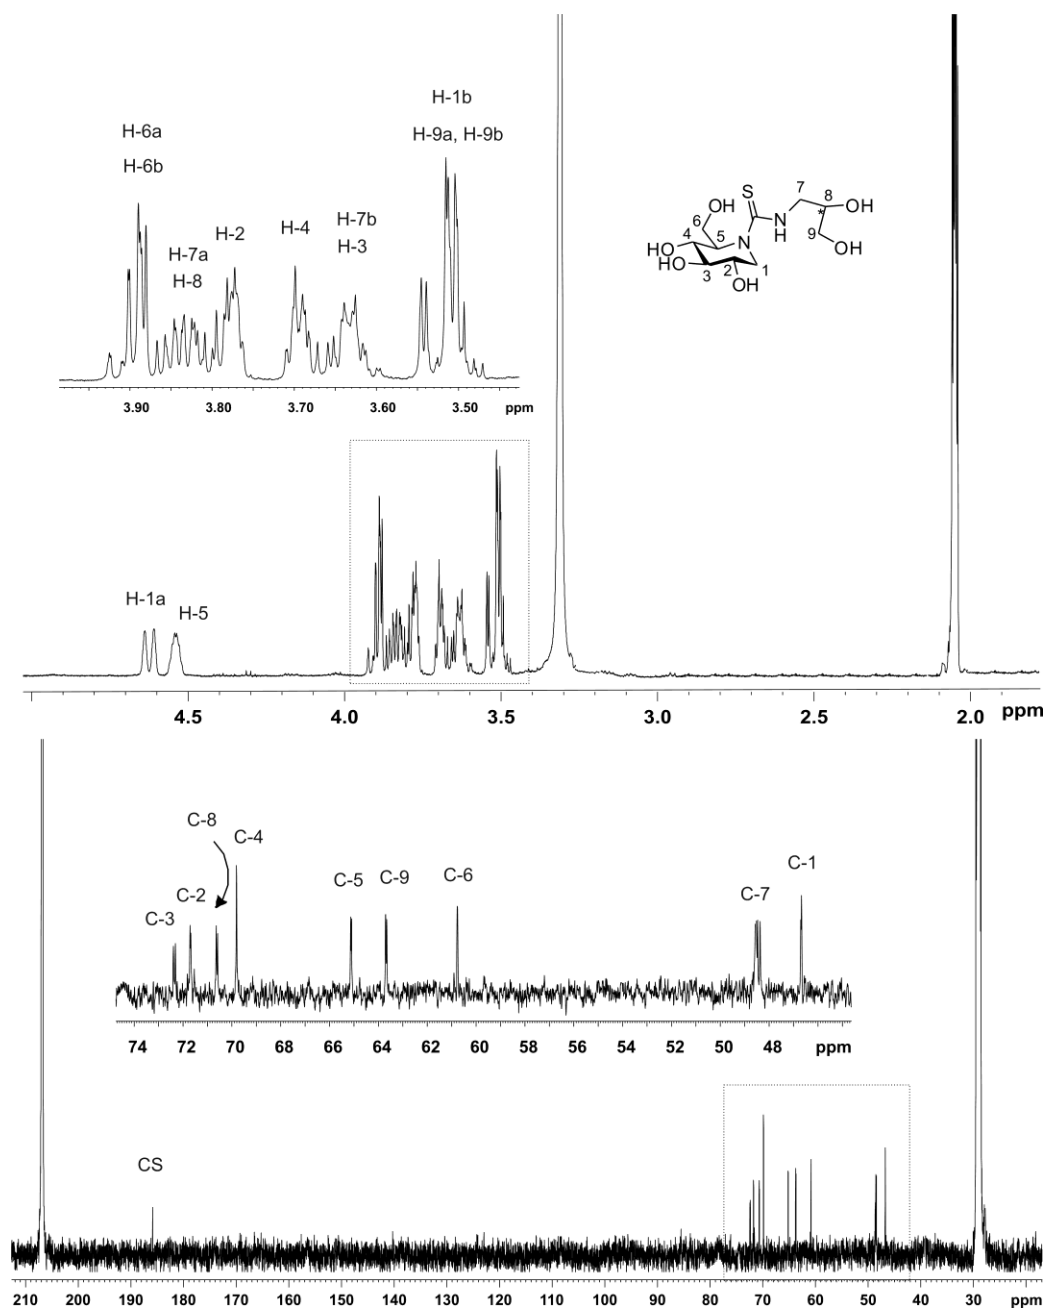 H-1b
H-6a
H-9a, H-9b
H-6b
H-2
H-4
H-7b
H-7a
H-3
H-8
S
7
8
OH
6
OH
N
H
*
9
4
5
N
OH
HO
HO
3
2
1
OH
3.90 3.80 3.70 3.60 3.50 ppm
H-1a
H-5
4.5 4.0 3.5 3.0 2.5 2.0 ppm
C-8
C-4
C-3
C-2
C-5
C-9
C-6
C-7
C-1
74 72 70 68 66 64 62 60 58 56 54 52 50 48 ppm
CS
210 200 190 180 170 160 150 140 130 120 110 100 90 80 70 60 50 40 30 ppm